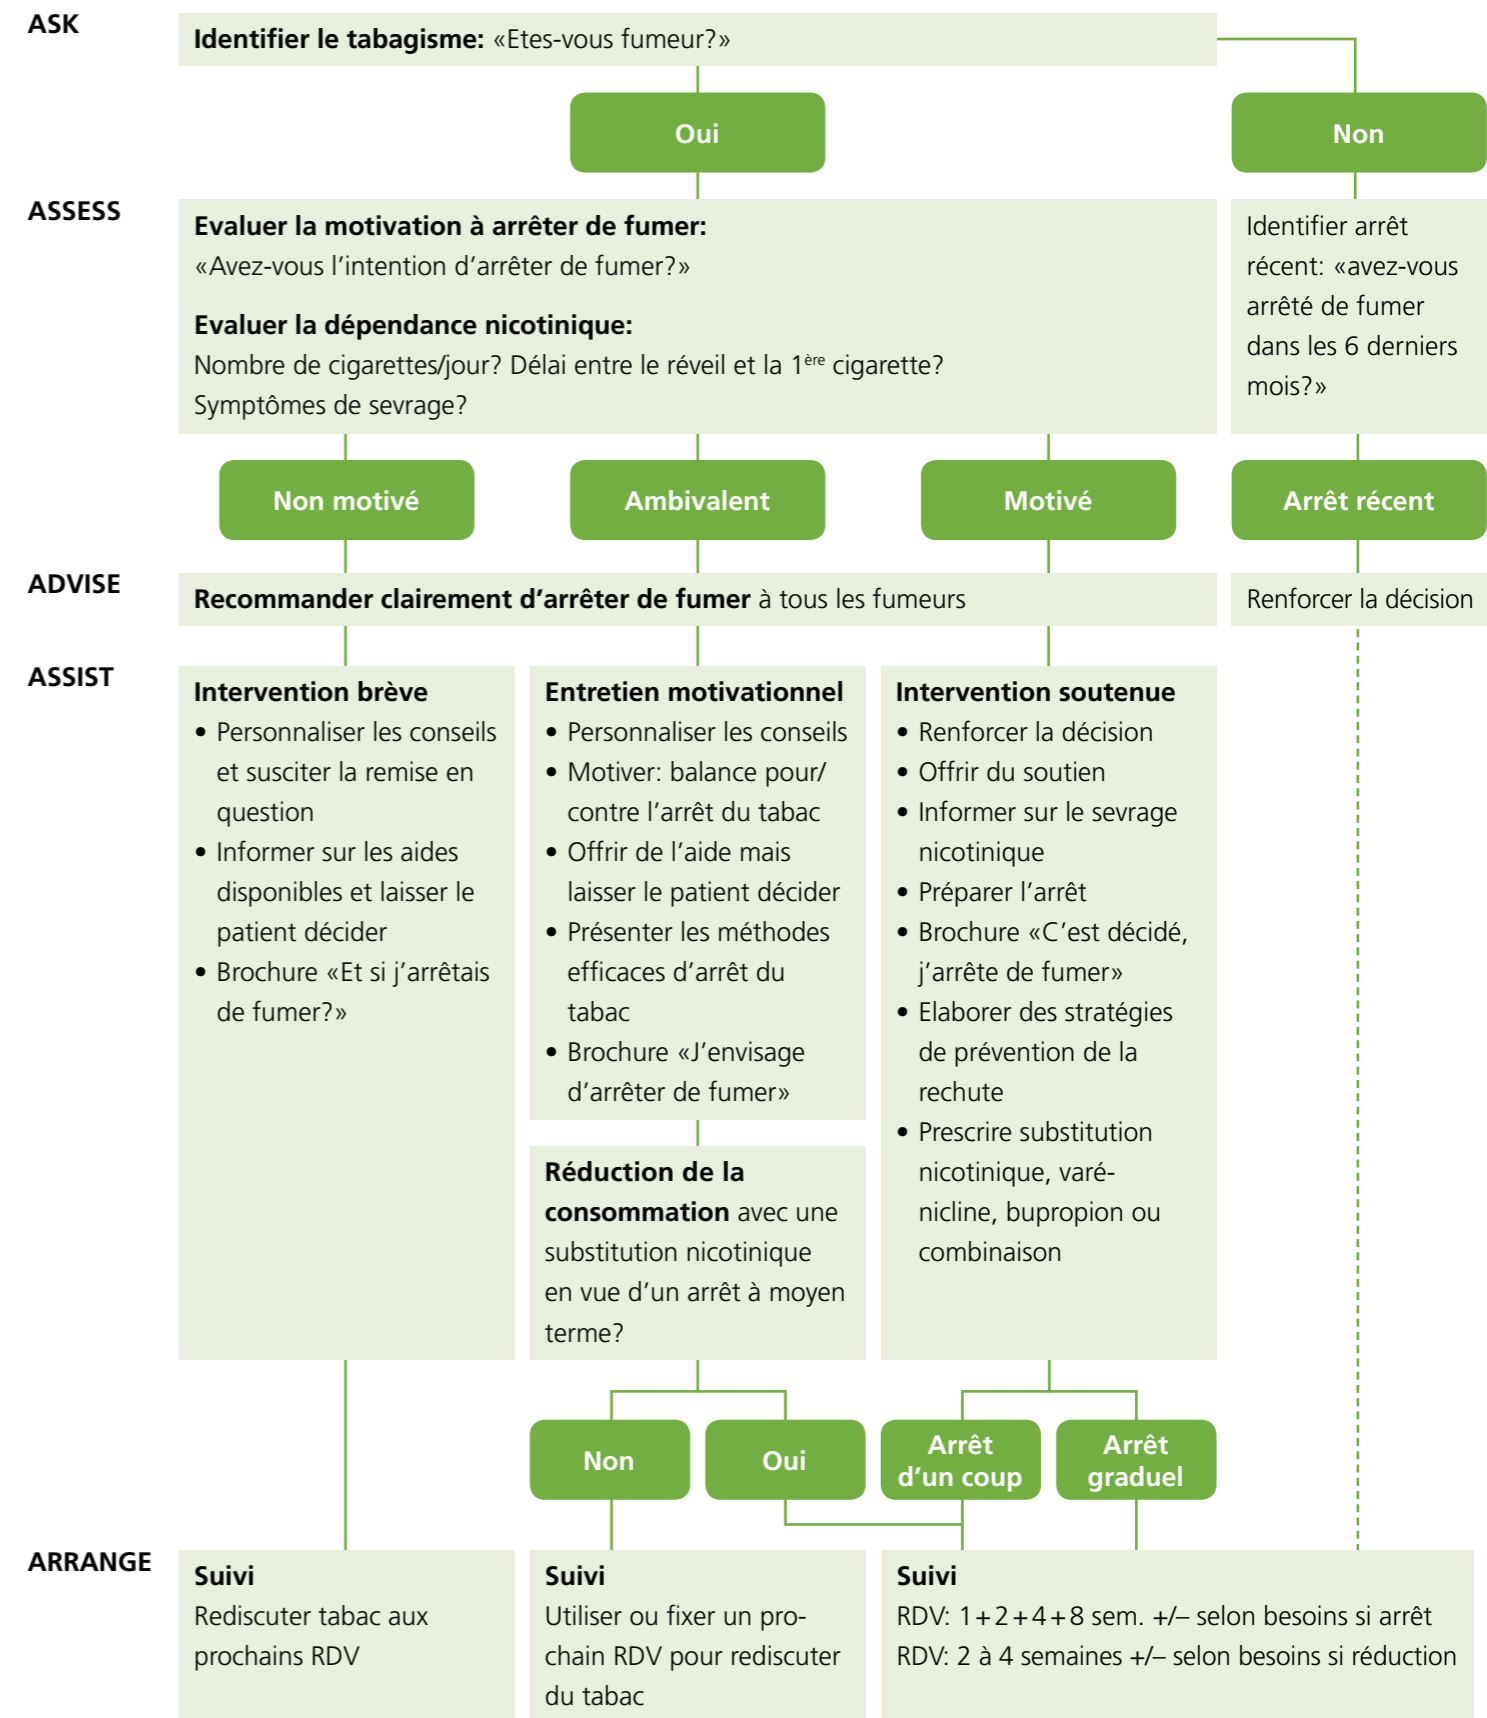 ASK
Identifier le tabagisme: «Etes-vous fumeur?»
Oui
Non
ASSESS
Evaluer la motivation à arrêter de fumer:
«Avez-vous l’intention d’arrêter de fumer?»
Evaluer la dépendance nicotinique:
Nombre de cigarettes/jour? Délai entre le réveil et la 1ère cigarette?
Symptômes de sevrage?
Identifier arrêt
récent: «avez-vous
arrêté de fumer
dans les 6 derniers
mois?»
Non motivé
Ambivalent
Motivé
Arrêt récent
ADVISE
Recommander clairement d’arrêter de fumer à tous les fumeurs
Renforcer la décision
ASSIST
Intervention brève
• Personnaliser les conseils
et susciter la remise en
question
• Informer sur les aides
disponibles et laisser le
patient décider
• Brochure «Et si j’arrêtais
de fumer?»
Entretien motivationnel
• Personnaliser les conseils
• Motiver: balance pour/
contre l’arrêt du tabac
• Offrir de l’aide mais
laisser le patient décider
• Présenter les méthodes
efficaces d’arrêt du
tabac
• Brochure «J’envisage
d’arrêter de fumer»
Réduction de la
consommation avec une
substitution nicotinique
en vue d’un arrêt à moyen
terme?
Intervention soutenue
• Renforcer la décision
• Offrir du soutien
• Informer sur le sevrage
nicotinique
• Préparer l’arrêt
• Brochure «C’est décidé,
j’arrête de fumer»
• Elaborer des stratégies
de prévention de la
rechute
• Prescrire substitution
nicotinique, varé-
nicline, bupropion ou
combinaison
Non
Oui
Arrêt
d’un coup
Arrêt
graduel
ARRANGE
Suivi
Rediscuter tabac aux
prochains RDV
Suivi
Utiliser ou fixer un pro-
chain RDV pour rediscuter
du tabac
Suivi
RDV: 1+2+4+8 sem. +/– selon besoins si arrêt
RDV: 2 à 4 semaines +/– selon besoins si réduction